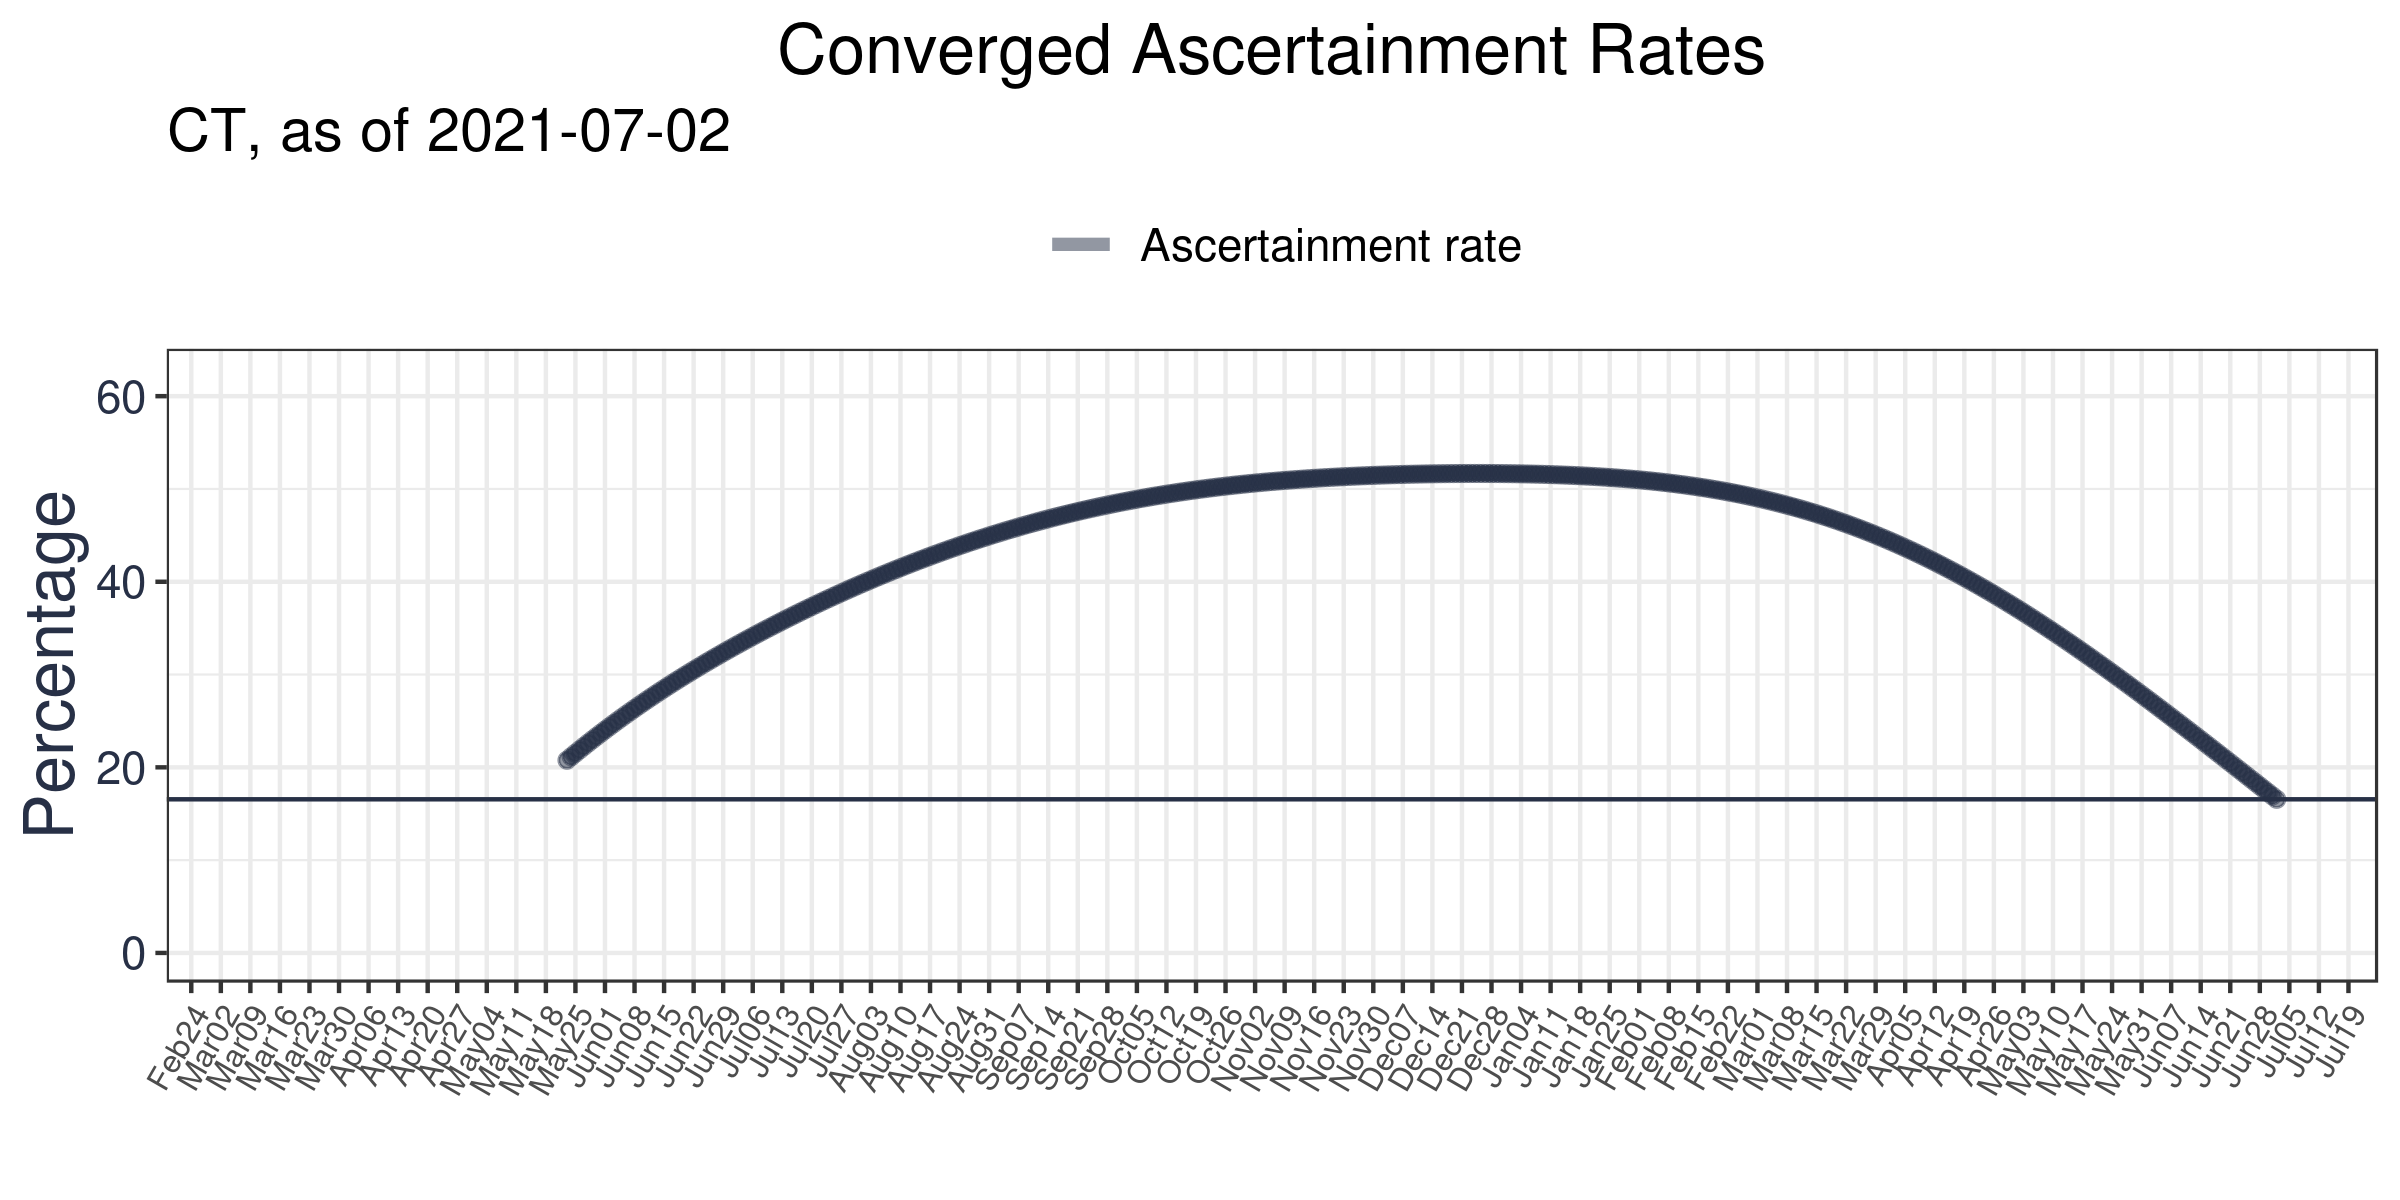 Converged Ascertainment Rates
CT, as of 2021-07-02
Ascertainment rate
Percentage
60
40
20
0
Feb24
Mar02
Mar09
Mar16
Mar23
Mar30
Apr06
Apr13
Apr20
Apr27
May04
May11
May18
May25
Jun01
Jun08
Jun15
Jun22
Jun29
Jul06
Jul13
Jul20
Jul27
Aug03
Aug10
Aug17
Aug24
Aug31
Sep07
Sep14
Sep21
Sep28
Oct05
Oct12
Oct19
Oct26
Nov02
Nov09
Nov16
Nov23
Nov30
Dec07
Dec14
Dec21
Dec28
Jan04
Jan11
Jan18
Jan25
Feb01
Feb08
Feb15
Feb22
Mar01
Mar08
Mar15
Mar22
Mar29
Apr05
Apr12
Apr19
Apr26
May03
May10
May17
May24
May31
Jun07
Jun14
Jun21
Jun28
Jul05
Jul12
Jul19